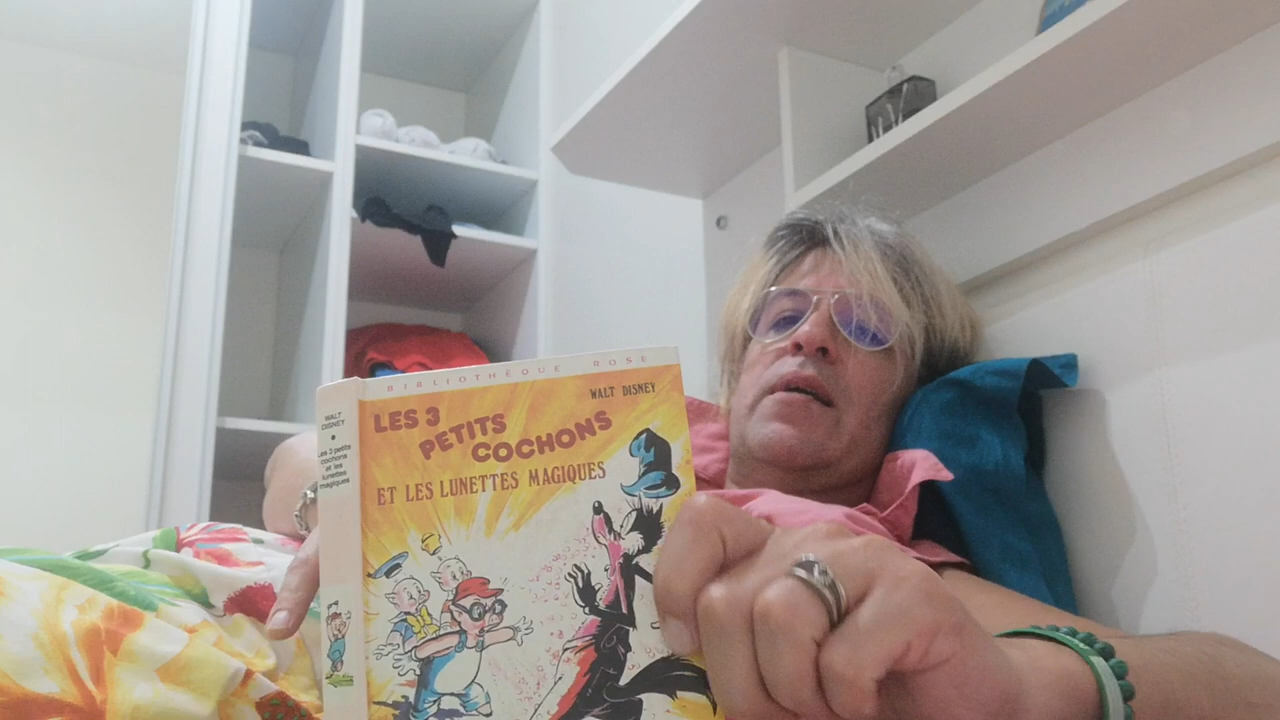 BIBLIOTHÈQUE ROSE
WALT DISNEY
LES 3
PETITS
COCHONS
ET LES LUNETTES MAGIQUES
WALT
DISNEY
Les 3 petits
cochons
et les
lunettes
magiques